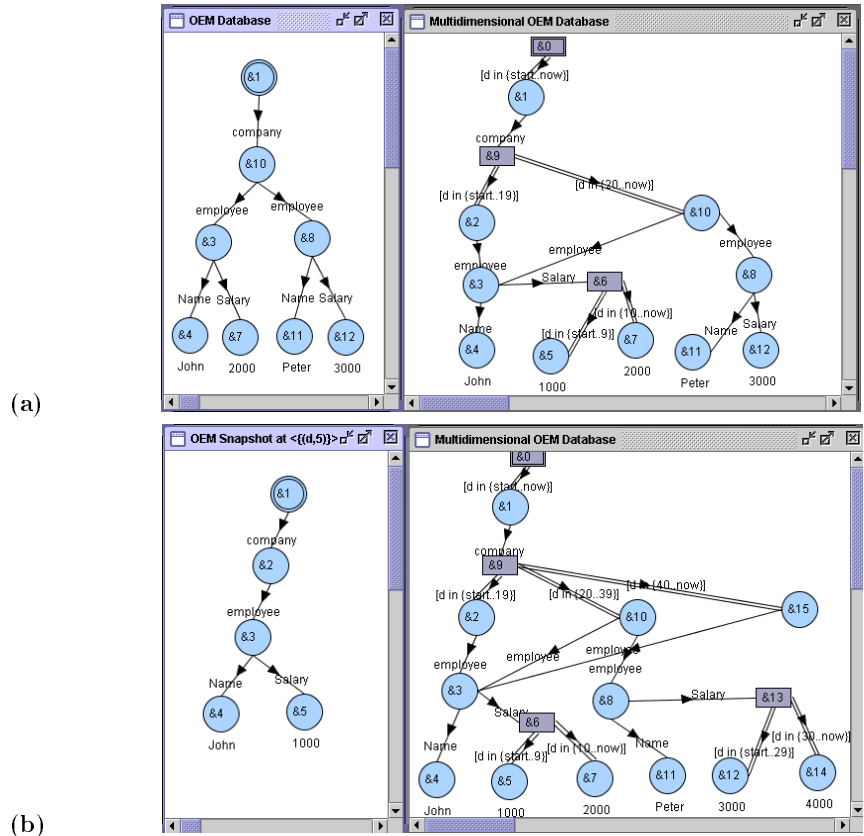 OEM Database
&1
company
&10
employee employee
&3 &8
Name Salary Name Salary
&4 &7 &11 &12
John 2000 Peter 3000
Multidimensional OEM Database
&0
[d in {start..now}]
&1
company
&9
[d in {start..19}] [d in {20..now}]
&2 &10
employee employee employee
&3 Salary &6 &8
Name [d in {start..9}] [d in {10..now}] Name Salary
&4 &5 &7 &11 &12
John 1000 2000 Peter 3000
(a)
OEM Snapshot at <{(d,5)}>
&1
company
&2
employee
&3
Name Salary
&4 &5
John 1000
Multidimensional OEM Database
&0
[d in {start..now}]
&1
company
&9
[d in {start..19}] [d in {20..39}] [d in {40..now}]
&2 &10 &15
employee employee employee employee
&3 &8 Salary &13
Salary &6
Name [d in {start..9}] [d in {10..now}] Name [d in {start..29}] [d in {30..now}]
&4 &5 &7 &11 &12 &14
John 1000 2000 Peter 3000 4000
(b)